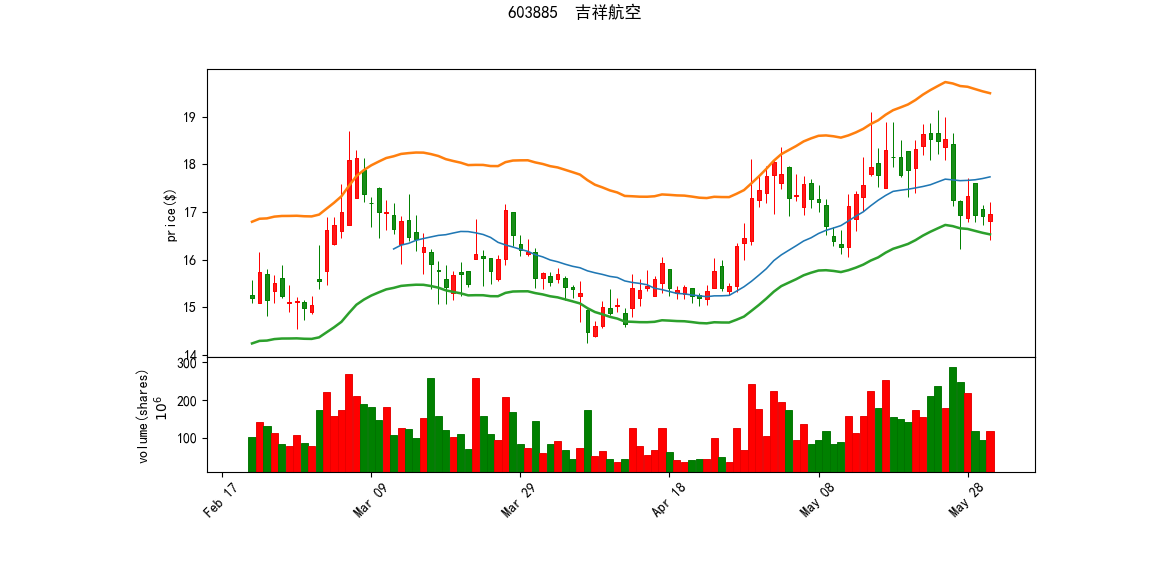 603885  吉祥航空
price($)
19
18
17
16
15
14
volume(shares)
10^6
300
200
100
Feb 17
Mar 09
Mar 29
Apr 18
May 08
May 28